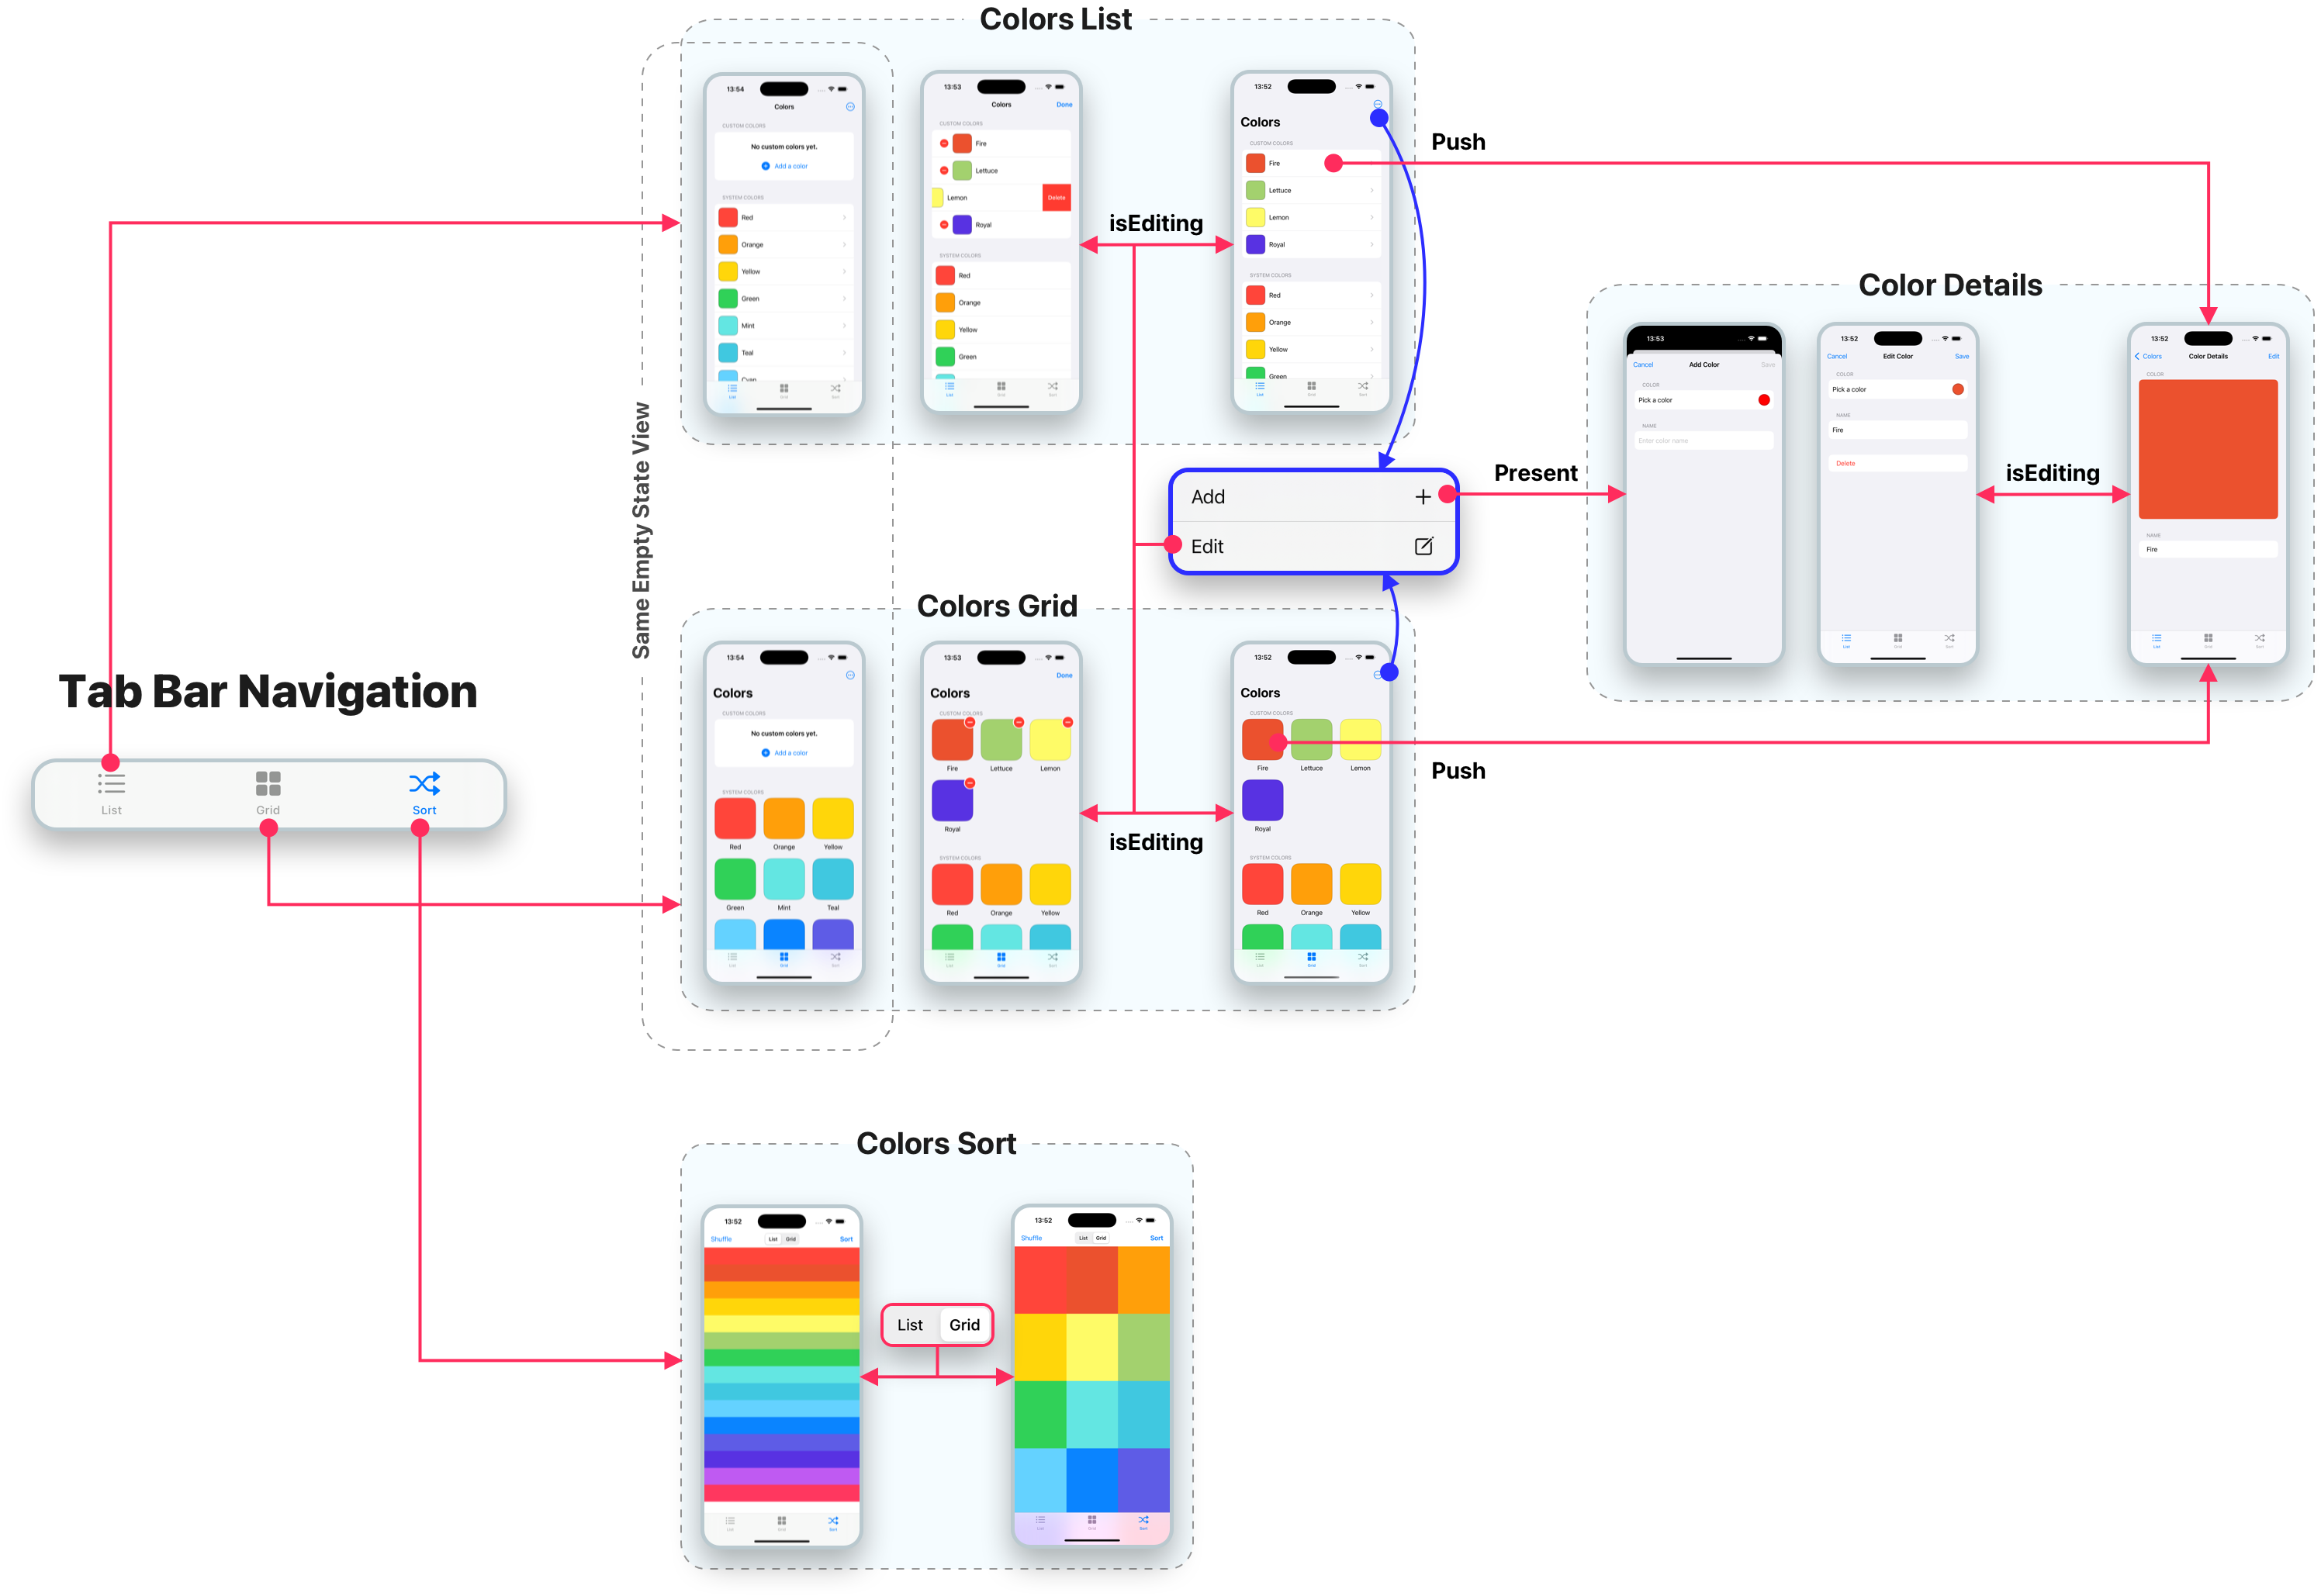 Colors List
13:54
Colors
CUSTOM COLORS
No custom colors yet.
Add a color
SYSTEM COLORS
Red
Orange
Yellow
Green
Mint
Teal
Cyan
List
Grid
Sort
13:53
Colors
Done
CUSTOM COLORS
Fire
Lettuce
Lemon
Delete
Royal
SYSTEM COLORS
Red
Orange
Yellow
Green
List
Grid
Sort
isEditing
13:52
Colors
CUSTOM COLORS
Fire
Lettuce
Lemon
Royal
SYSTEM COLORS
Red
Orange
Yellow
Green
List
Grid
Sort
Push
Same Empty State View
Add
Edit
Present
Color Details
13:53
Cancel
Add Color
Save
COLOR
Pick a color
NAME
Enter color name
13:52
Cancel
Edit Color
Save
COLOR
Pick a color
NAME
Fire
Delete
List
Grid
Sort
isEditing
13:52
Colors
Color Details
Edit
COLOR
NAME
Fire
List
Grid
Sort
Tab Bar Navigation
List
Grid
Sort
Colors Grid
13:54
Colors
CUSTOM COLORS
No custom colors yet.
Add a color
SYSTEM COLORS
Red
Orange
Yellow
Green
Mint
Teal
List
Grid
Sort
13:53
Done
Colors
CUSTOM COLORS
Fire
Lettuce
Lemon
Royal
SYSTEM COLORS
Red
Orange
Yellow
List
Grid
Sort
isEditing
13:52
Colors
CUSTOM COLORS
Fire
Lettuce
Lemon
Royal
SYSTEM COLORS
Red
Orange
Yellow
List
Grid
Sort
Push
Colors Sort
13:52
Shuffle
List
Grid
Sort
List
Grid
Sort
List
Grid
13:52
Shuffle
List
Grid
Sort
List
Grid
Sort